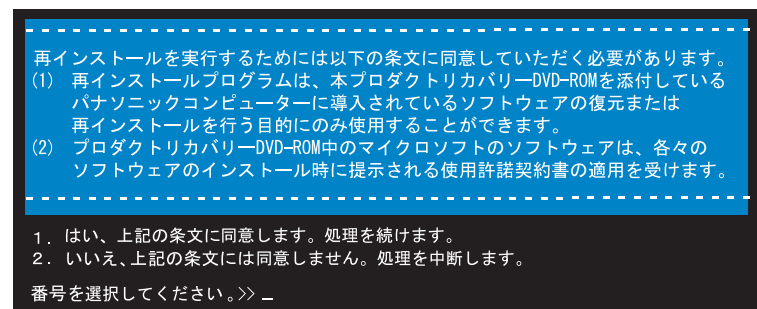 再インストールを実行するためには以下の条文に同意していただく必要があります。
(1) 再インストールプログラムは、本プロダクトリカバリーDVD-ROMを添付している
パナソニックコンピューターに導入されているソフトウェアの復元または
再インストールを行う目的にのみ使用することができます。
(2) プロダクトリカバリーDVD-ROM中のマイクロソフトのソフトウェアは、各々の
ソフトウェアのインストール時に提示される使用許諾契約書の適用を受けます。
1. はい、上記の条文に同意します。処理を続けます。
2. いいえ、上記の条文には同意しません。処理を中断します。
番号を選択してください。>> _